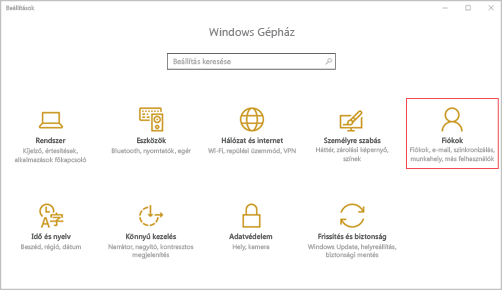 Beállítások
Windows Gépház
Beállítás keresése
Rendszer
Kijelző, értesítések,
alkalmazások főkapcsoló
Eszközök
Bluetooth, nyomtatók, egér
Hálózat és internet
Wi-Fi, repülési üzemmód, VPN
Személyre szabás
Háttér, zárolási képernyő,
színek
Fiókok
Fiókok, e-mail, szinkronizálás,
munkahely, más felhasználók
Idő és nyelv
Beszéd, régió, dátum
Könnyű kezelés
Narrátor, nagyító, kontrasztos
megjelenítés
Adatvédelem
Hely, kamera
Frissítés és biztonság
Windows Update, helyreállítás,
biztonsági mentés